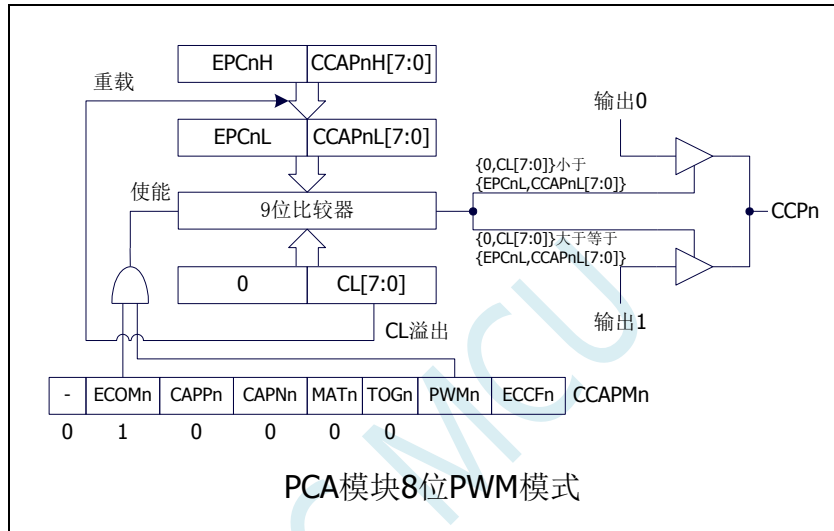 EPCnH CCAPnH[7:0]
重载
输出0
EPCnL CCAPnL[7:0]
{0,CL[7:0]}小于
{EPCnL,CCAPnL[7:0]}
使能
9位比较器
CCPn
{0,CL[7:0]}大于等于
{EPCnL,CCAPnL[7:0]}
0 CL[7:0]
输出1
CL溢出
- ECOMn CAPPn CAPNn MATn TOGn PWMn ECCFn CCAPMn
0 1 0 0 0 0
PCA模块8位PWM模式
C MCU